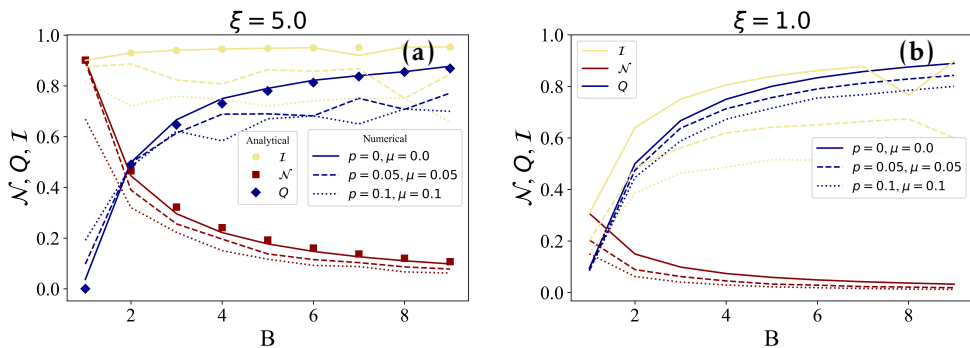 ξ = 5.0
𝒩, Q, ℐ
1.0
0.8
0.6
0.4
0.2
0.0
(a)
Analytical
ℐ
𝒩
Q
Numerical
p = 0, μ = 0.0
p = 0.05, μ = 0.05
p = 0.1, μ = 0.1
2 4 6 8
B
ξ = 1.0
𝒩, Q, ℐ
1.0
0.8
0.6
0.4
0.2
0.0
ℐ
𝒩
Q
(b)
p = 0, μ = 0.0
p = 0.05, μ = 0.05
p = 0.1, μ = 0.1
2 4 6 8
B